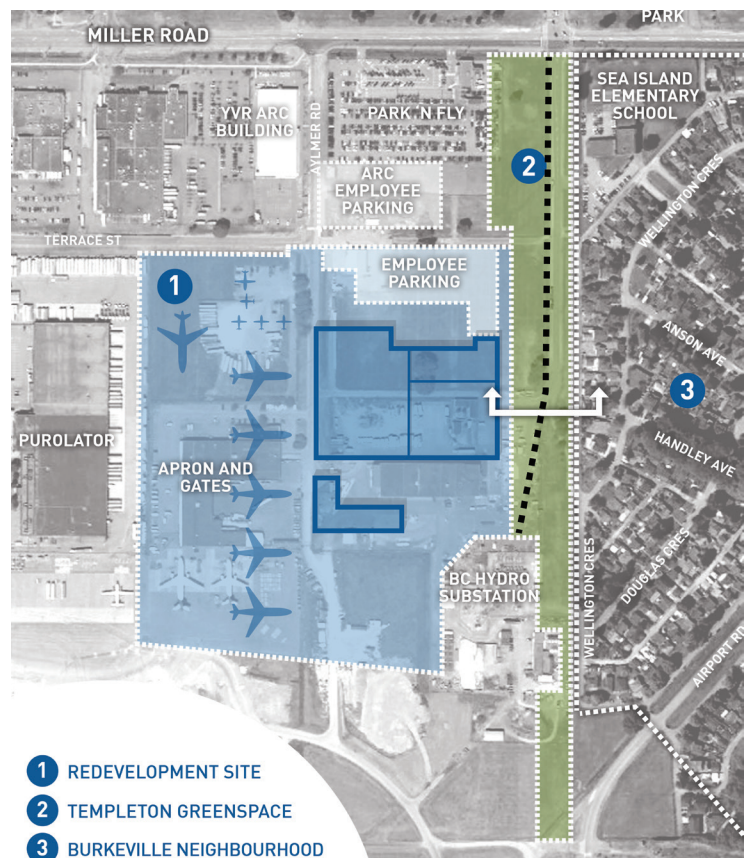 PARK
MILLER ROAD
SEA ISLAND
ELEMENTARY
SCHOOL
YVR ARC
BUILDING
AYLMER RD
PARK 'N FLY
2
ARC
EMPLOYEE
PARKING
WELLINGTON CRES
TERRACE ST
1
EMPLOYEE
PARKING
ANSON AVE
3
PUROLATOR
APRON AND
GATES
HANDLEY AVE
BC HYDRO
SUBSTATION
DOUGLAS CRES
WELLINGTON CRES
AIRPORT RD
1 REDEVELOPMENT SITE
2 TEMPLETON GREENSPACE
3 BURKEVILLE NEIGHBOURHOOD